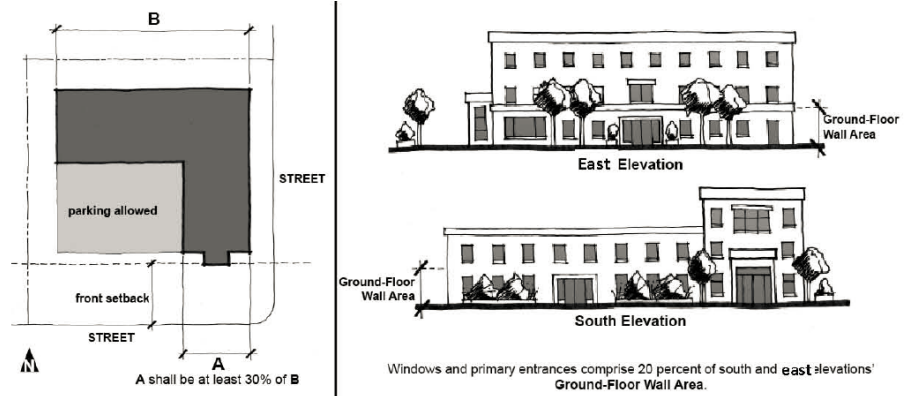 B
STREET
parking allowed
front setback
STREET
N
A
A shall be at least 30% of B
Ground-Floor
Wall Area
East Elevation
Ground-Floor
Wall Area
South Elevation
Windows and primary entrances comprise 20 percent of south and east elevations'
Ground-Floor Wall Area.